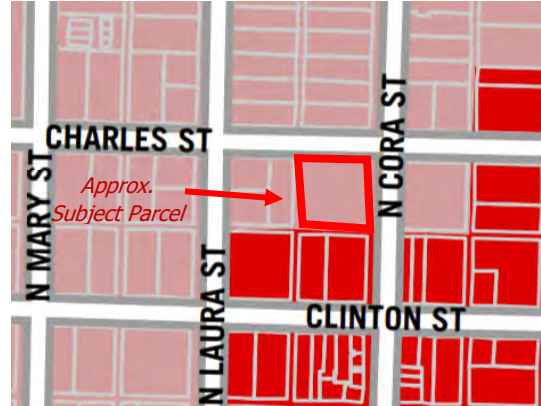 CHARLES ST
N CORA ST
N MARY ST
Approx.
Subject Parcel
N LAURA ST
CLINTON ST